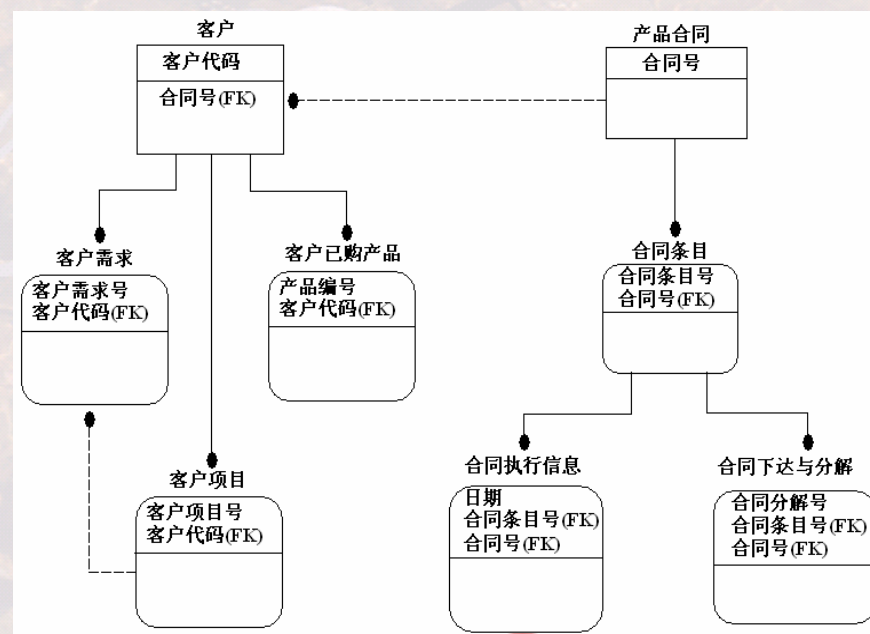 客户
客户代码
合同号(FK)
产品合同
合同号
客户需求
客户需求号
客户代码(FK)
客户已购产品
产品编号
客户代码(FK)
合同条目
合同条目号
合同号(FK)
客户项目
客户项目号
客户代码(FK)
合同执行信息
日期
合同条目号(FK)
合同号(FK)
合同下达与分解
合同分解号
合同条目号(FK)
合同号(FK)